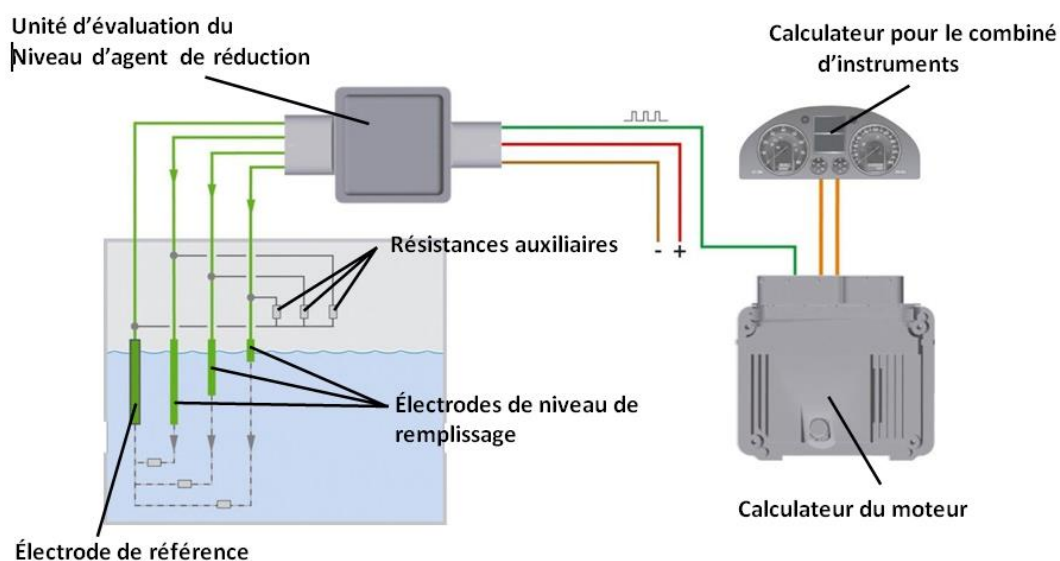 Unité d'évaluation du
Niveau d'agent de réduction
Calculateur pour le combiné
d'instruments
Résistances auxiliaires
- +
Électrodes de niveau de
remplissage
Calculateur du moteur
Électrode de référence